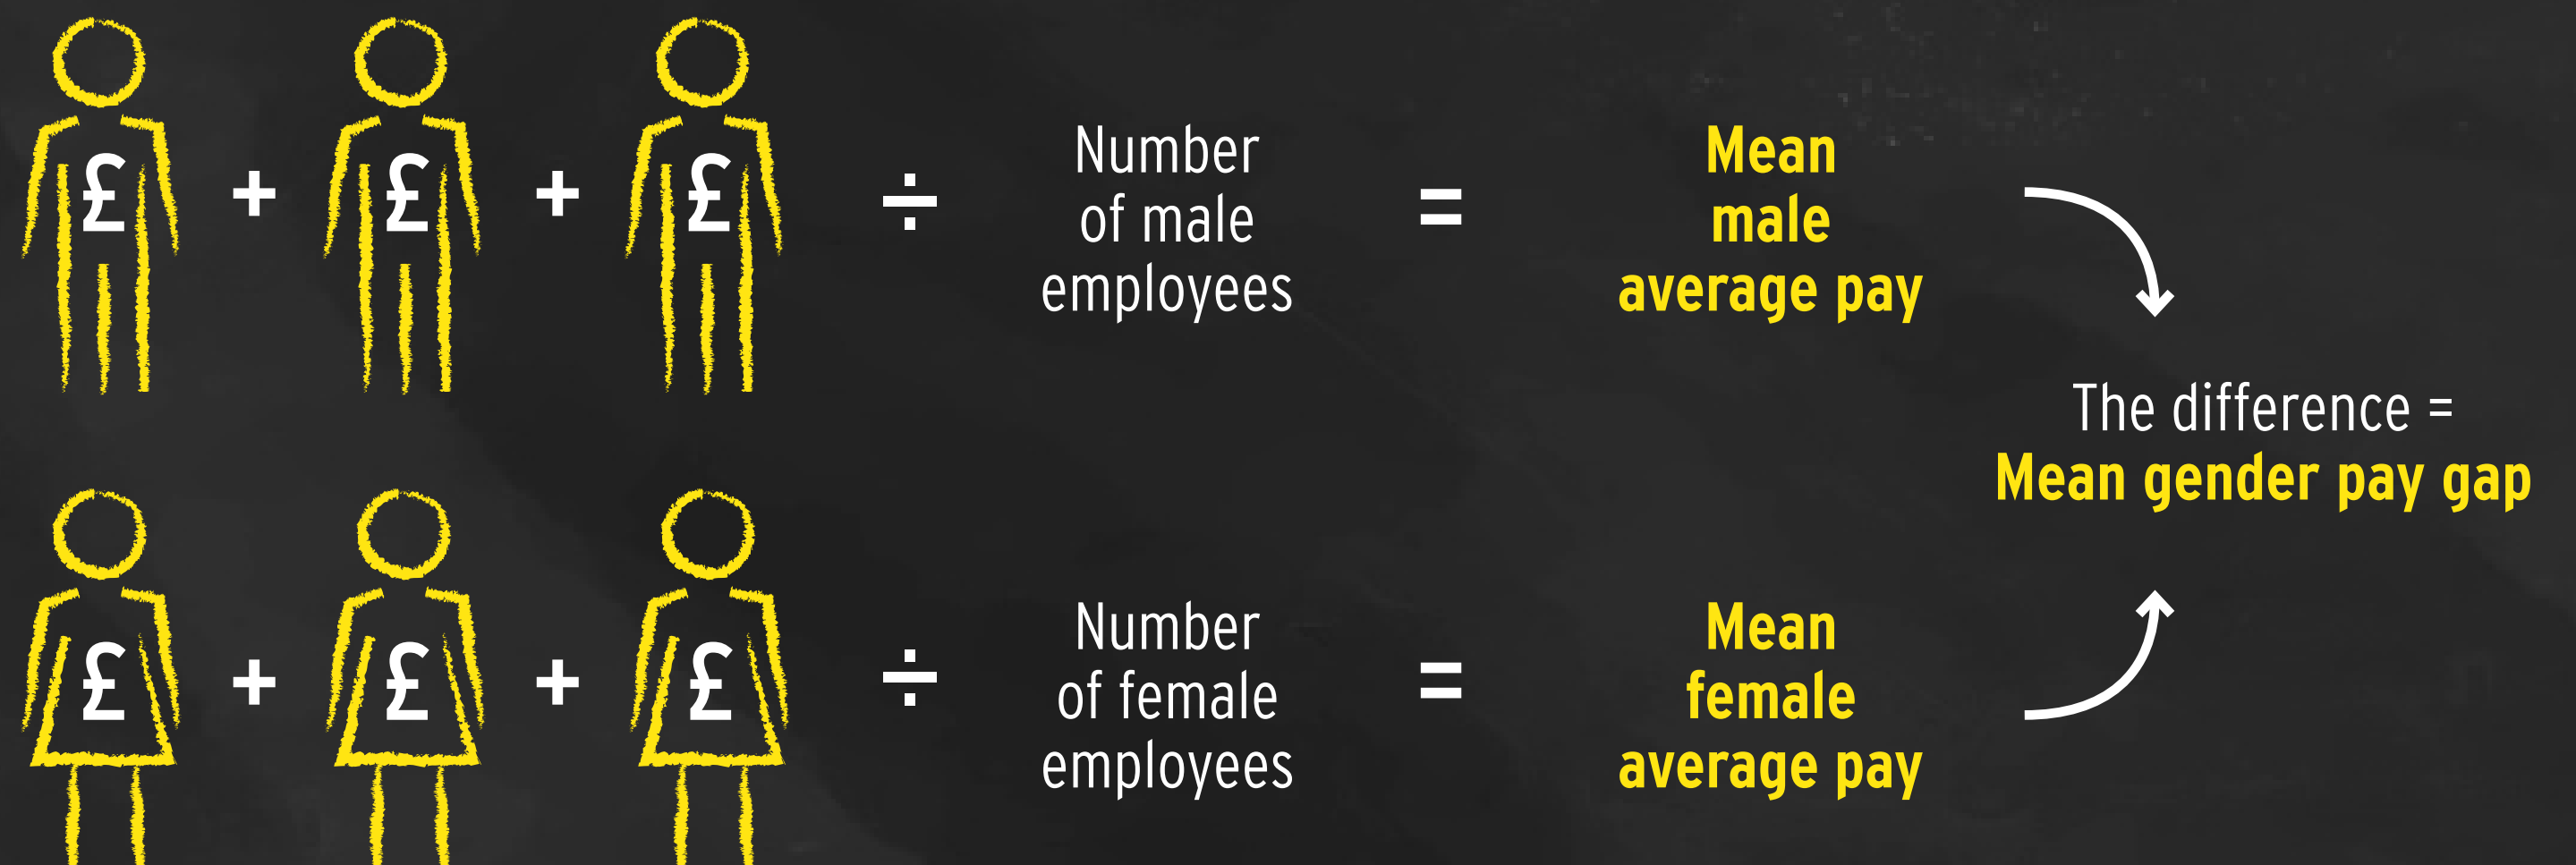 £ + £ + £ ÷
Number
of male
employees
=
Mean
male
average pay
The difference =
Mean gender pay gap
£ + £ + £ ÷
Number
of female
employees
=
Mean
female
average pay